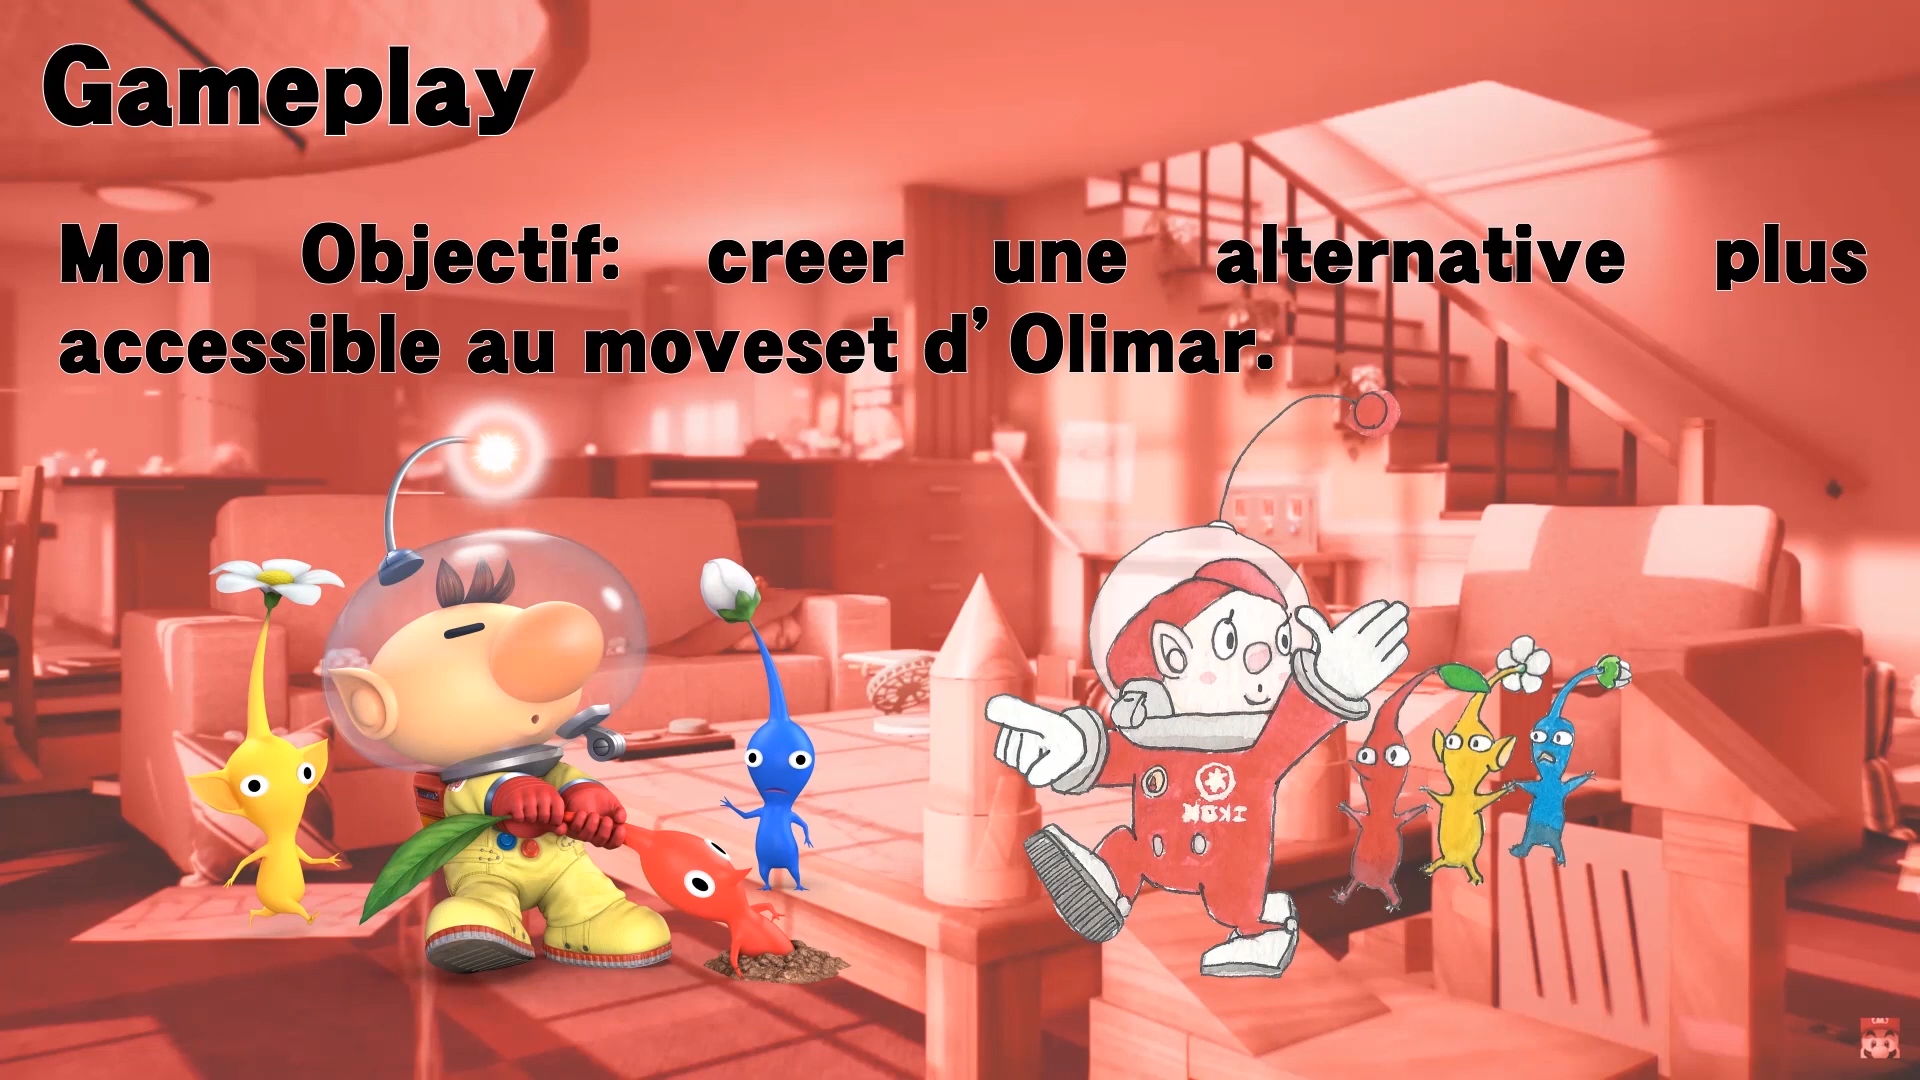 Gameplay
Mon Objectif: creer une alternative plus
accessible au moveset d'Olimar.